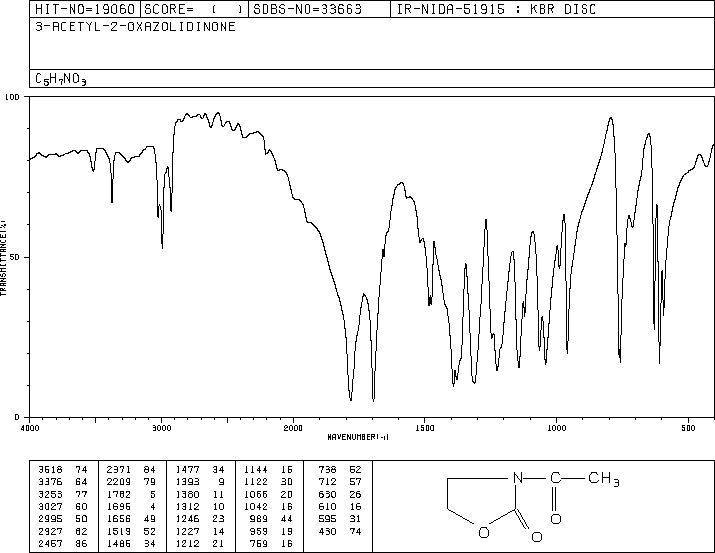 HIT-NO=19060 SCORE= ( ) SDBS-NO=33663 IR-NIDA-51915 : KBR DISC
3-ACETYL-2-OXAZOLIDINONE
C5H7NO3
100
50
0
TRANSMITTANCE(%)
4000 3000 2000 1500 1000 500
WAVENUMBER(-1)
3518 74 2371 84 1477 34 1144 15 738 52
3376 64 2209 79 1393 9 1122 30 712 57
3253 77 1782 5 1380 11 1066 20 630 26
3027 60 1696 4 1312 10 1042 16 610 16
2995 50 1656 49 1246 23 989 44 595 31
2927 62 1519 52 1227 14 959 19 430 74
2467 86 1486 34 1212 21 769 16
N C CH3
O O O